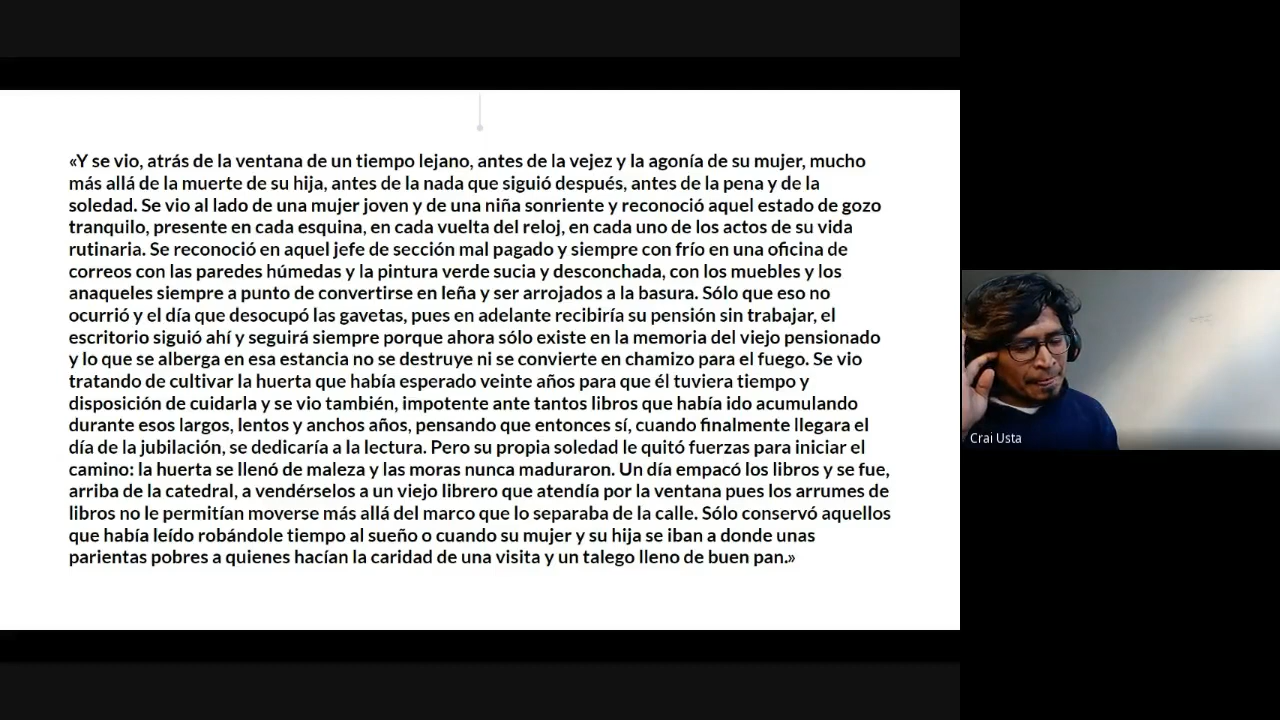 «Y se vio, atrás de la ventana de un tiempo lejano, antes de la vejez y la agonía de su mujer, mucho
más allá de la muerte de su hija, antes de la nada que siguió después, antes de la pena y de la
soledad. Se vio al lado de una mujer joven y de una niña sonriente y reconoció aquel estado de gozo
tranquilo, presente en cada esquina, en cada vuelta del reloj, en cada uno de los actos de su vida
rutinaria. Se reconoció en aquel jefe de sección mal pagado y siempre con frío en una oficina de
correos con las paredes húmedas y la pintura verde sucia y desconchada, con los muebles y los
anaqueles siempre a punto de convertirse en leña y ser arrojados a la basura. Sólo que eso no
ocurrió y el día que desocupó las gavetas, pues en adelante recibiría su pensión sin trabajar, el
escritorio siguió ahí y seguirá siempre porque ahora sólo existe en la memoria del viejo pensionado
y lo que se alberga en esa estancia no se destruye ni se convierte en chamizo para el fuego. Se vio
tratando de cultivar la huerta que había esperado veinte años para que él tuviera tiempo y
disposición de cuidarla y se vio también, impotente ante tantos libros que había ido acumulando
durante esos largos, lentos y anchos años, pensando que entonces sí, cuando finalmente llegara el
día de la jubilación, se dedicaría a la lectura. Pero su propia soledad le quitó fuerzas para iniciar el
camino: la huerta se llenó de maleza y las moras nunca maduraron. Un día empacó los libros y se fue,
arriba de la catedral, a vendérselos a un viejo librero que atendía por la ventana pues los arrumes de
libros no le permitían moverse más allá del marco que lo separaba de la calle. Sólo conservó aquellos
que había leído robándole tiempo al sueño o cuando su mujer y su hija se iban a donde unas
parientas pobres a quienes hacían la caridad de una visita y un talego lleno de buen pan.»
Crai Usta